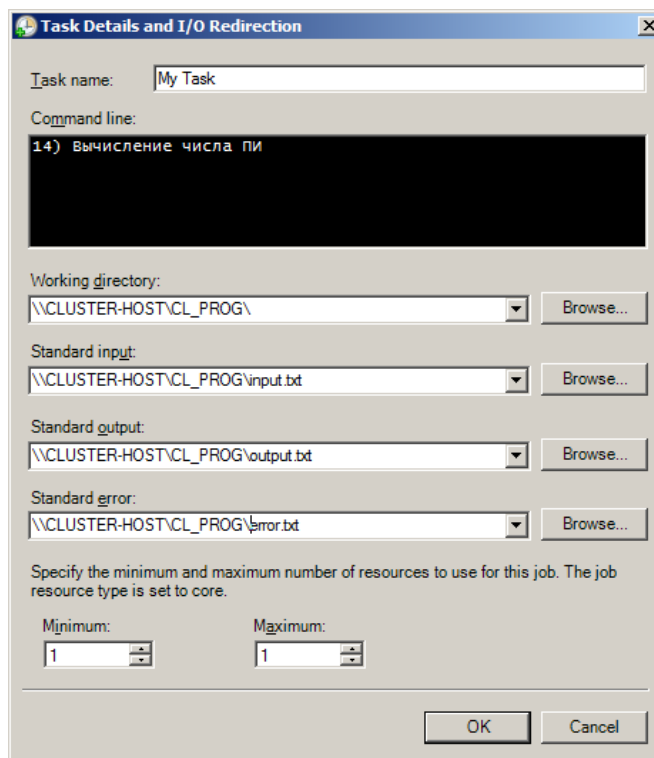 Task Details and I/O Redirection
Task name: My Task
Command line:
14) Вычисление числа ПИ
Working directory:
\\CLUSTER-HOST\CL_PROG\ Browse...
Standard input:
\\CLUSTER-HOST\CL_PROG\input.txt Browse...
Standard output:
\\CLUSTER-HOST\CL_PROG\output.txt Browse...
Standard error:
\\CLUSTER-HOST\CL_PROG\error.txt Browse...
Specify the minimum and maximum number of resources to use for this job. The job
resource type is set to core.
Minimum: Maximum:
1 1
OK Cancel